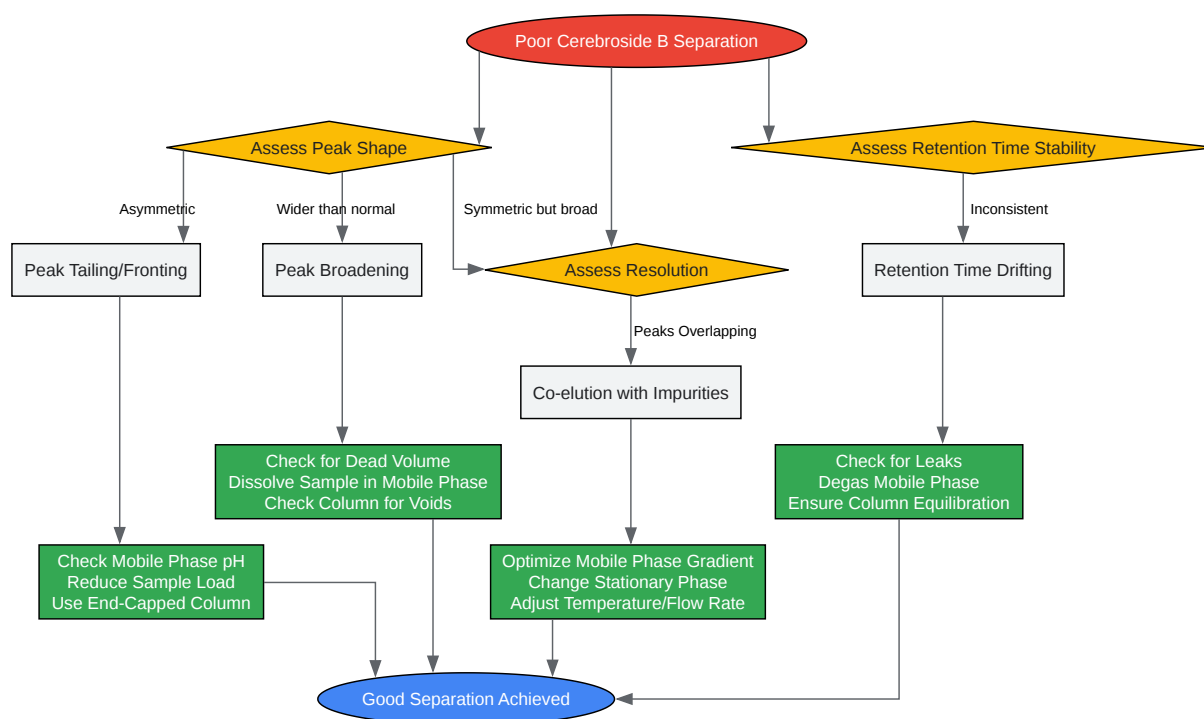 Poor Cerebroside B Separation
Assess Peak Shape
Assess Retention Time Stability
Asymmetric
Wider than normal
Symmetric but broad
Inconsistent
Peak Tailing/Fronting
Peak Broadening
Assess Resolution
Retention Time Drifting
Peaks Overlapping
Co-elution with Impurities
Check for Dead Volume
Dissolve Sample in Mobile Phase
Check Column for Voids
Check for Leaks
Degas Mobile Phase
Ensure Column Equilibration
Check Mobile Phase pH
Reduce Sample Load
Use End-Capped Column
Optimize Mobile Phase Gradient
Change Stationary Phase
Adjust Temperature/Flow Rate
Good Separation Achieved